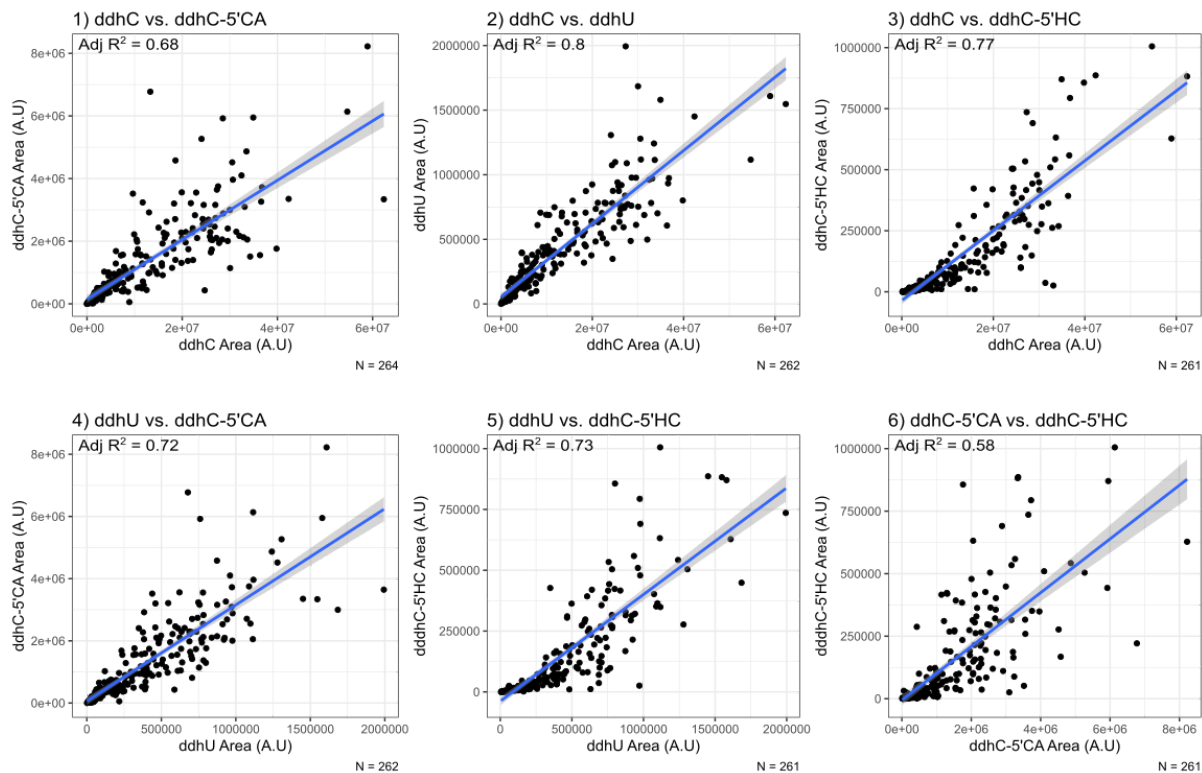 1) ddhC vs. ddhC-5'CA
Adj R² = 0.68
ddhC-5'CA Area (A.U)
8e+06
6e+06
4e+06
2e+06
0e+00
0e+00 2e+07 4e+07 6e+07
ddhC Area (A.U)
N = 264
2) ddhC vs. ddhU
Adj R² = 0.8
ddhU Area (A.U)
2000000
1500000
1000000
500000
0
0e+00 2e+07 4e+07 6e+07
ddhC Area (A.U)
N = 262
3) ddhC vs. ddhC-5'HC
Adj R² = 0.77
ddhC-5'HC Area (A.U)
1000000
750000
500000
250000
0
0e+00 2e+07 4e+07 6e+07
ddhC Area (A.U)
N = 261
4) ddhU vs. ddhC-5'CA
Adj R² = 0.72
ddhC-5'CA Area (A.U)
8e+06
6e+06
4e+06
2e+06
0e+00
0 500000 1000000 1500000 2000000
ddhU Area (A.U)
N = 262
5) ddhU vs. ddhC-5'HC
Adj R² = 0.73
dddhC-5'HC Area (A.U)
1000000
750000
500000
250000
0
0 500000 1000000 1500000 2000000
ddhU Area (A.U)
N = 261
6) ddhC-5'CA vs. ddhC-5'HC
Adj R² = 0.58
dddhC-5'HC Area (A.U)
1000000
750000
500000
250000
0
0e+00 2e+06 4e+06 6e+06 8e+06
ddhC-5'CA Area (A.U)
N = 261